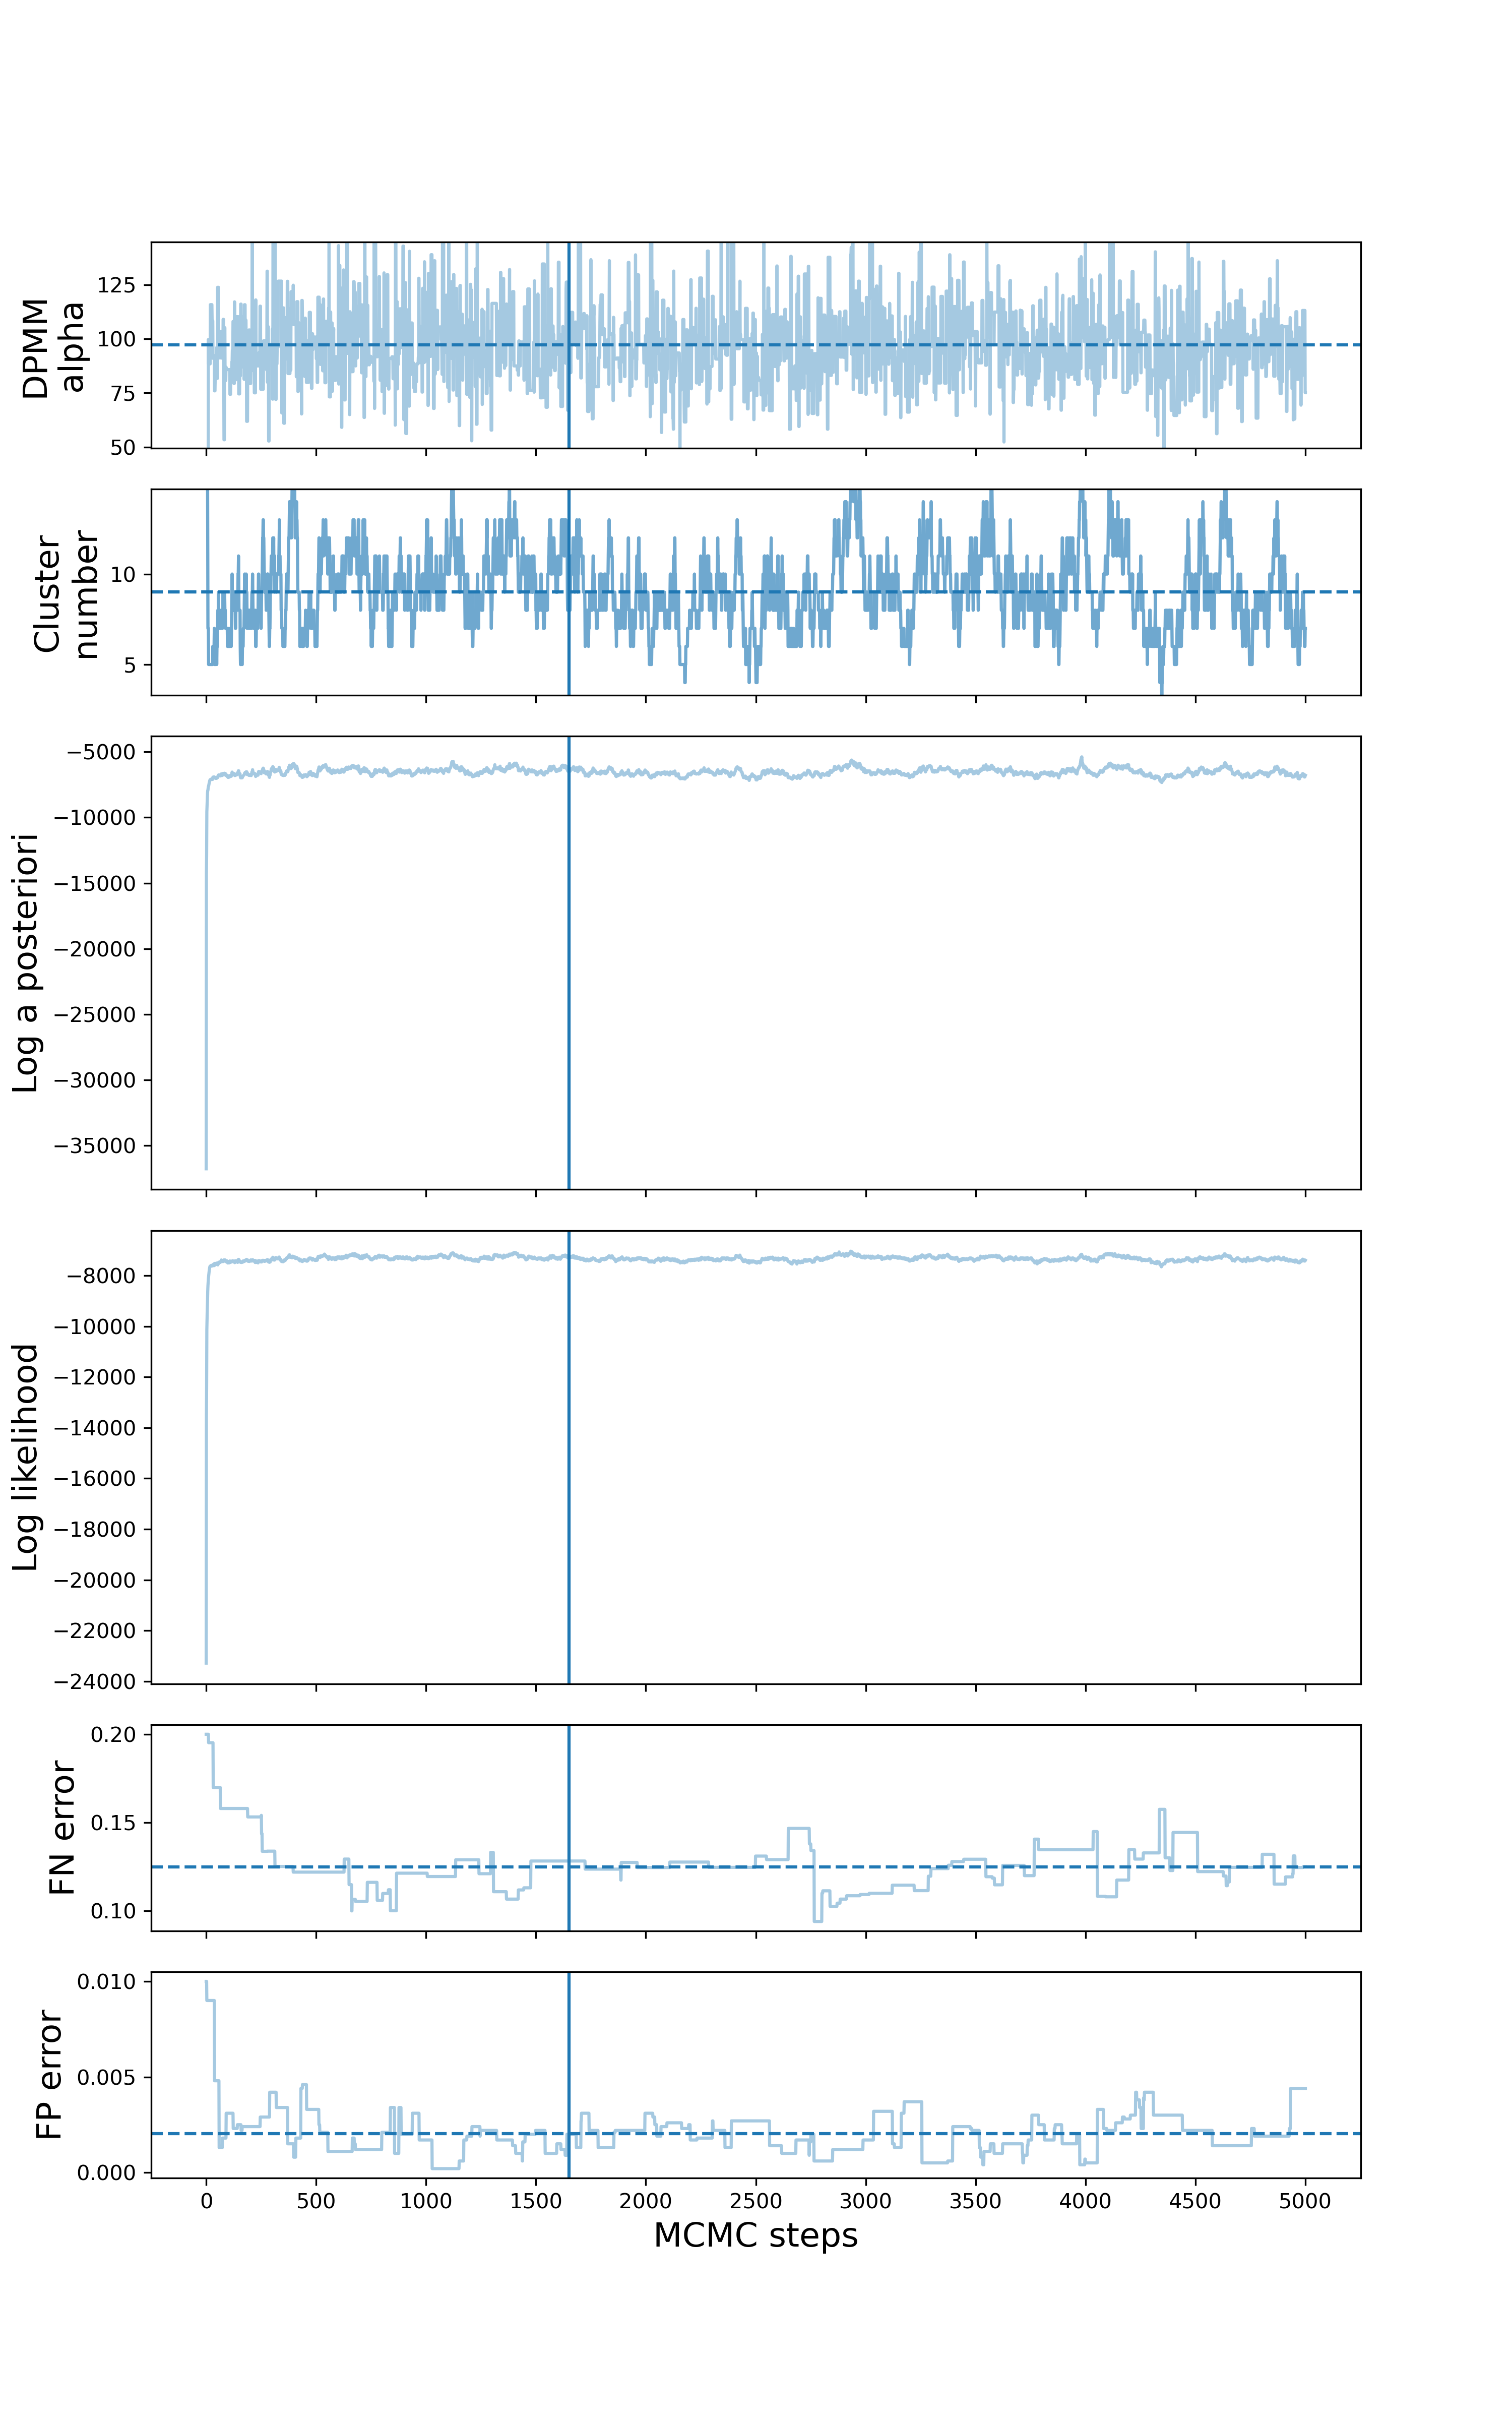 DPMM
alpha
125
100
75
50
Cluster
number
10
5
Log a posteriori
−5000
−10000
−15000
−20000
−25000
−30000
−35000
Log likelihood
−8000
−10000
−12000
−14000
−16000
−18000
−20000
−22000
−24000
FN error
0.20
0.15
0.10
FP error
0.010
0.005
0.000
0 500 1000 1500 2000 2500 3000 3500 4000 4500 5000
MCMC steps